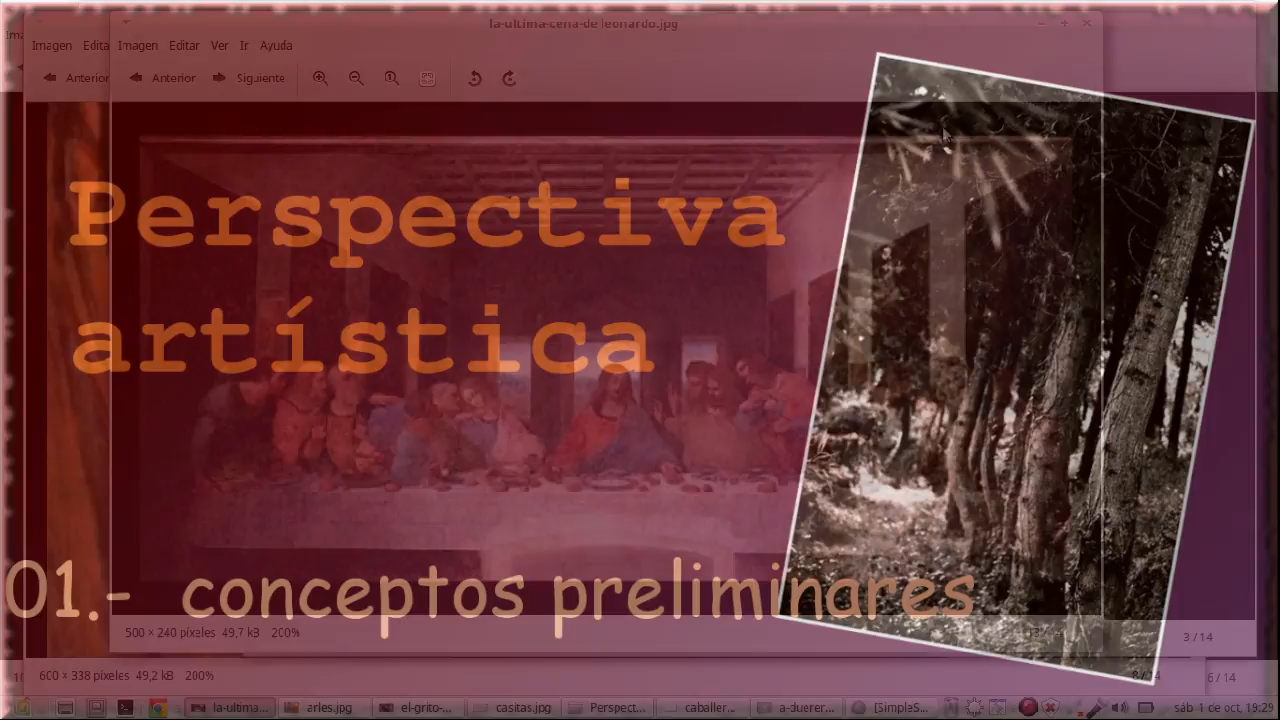 la-ultima-cena-de leonardo.jpg
Imagen Edita
Imagen Editar Ver Ir Ayuda
Anterior
Anterior Siguiente
Perspectiva
artística
01.- conceptos preliminares
500 × 240 píxeles 49,7 kB 200%
3 / 14
600 × 338 píxeles 49,2 kB 200%
8 / 14
6 / 14
la-ultima... arles.jpg el-grito-... casitas.jpg Perspect... caballer... a-duerer... [SimpleS... sáb 1 de oct, 19:29